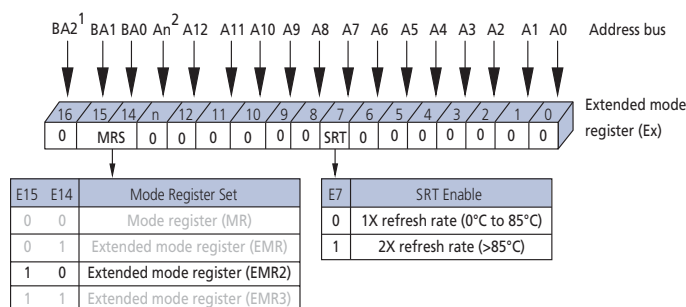 BA2¹ BA1 BA0 An² A12 A11 A10 A9 A8 A7 A6 A5 A4 A3 A2 A1 A0 Address bus
16 15 14 n 12 11 10 9 8 7 6 5 4 3 2 1 0 Extended mode
0 MRS 0 0 0 0 0 0 SRT 0 0 0 0 0 0 0 register (Ex)
E15 E14 Mode Register Set
0 0 Mode register (MR)
0 1 Extended mode register (EMR)
1 0 Extended mode register (EMR2)
1 1 Extended mode register (EMR3)
E7 SRT Enable
0 1X refresh rate (0°C to 85°C)
1 2X refresh rate (>85°C)